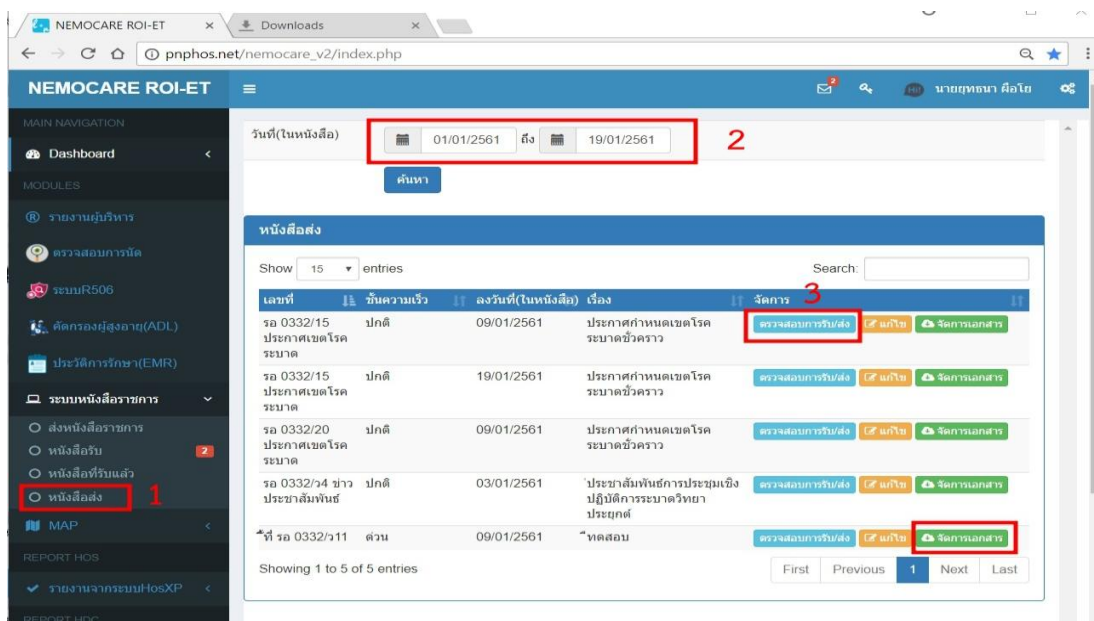 NEMOCARE ROI-ET
Downloads
pnphos.net/nemocare_v2/index.php
NEMOCARE ROI-ET
2
นายยุทธนา ผือโย
MAIN NAVIGATION
Dashboard
MODULES
รายงานผู้บริหาร
ตรวจสอบการนัด
ระบบR506
คัดกรองผู้สูงอายุ(ADL)
ประวัติการรักษา(EMR)
ระบบหนังสือราชการ
ส่งหนังสือราชการ
หนังสือรับ 2
หนังสือที่รับแล้ว
หนังสือส่ง 1
MAP
REPORT HOS
รายงานจากระบบHosXP
REPORT HDC
วันที่(ในหนังสือ) 01/01/2561 ถึง 19/01/2561 2
ค้นหา
หนังสือส่ง
Show 15 entries Search:
เลขที่ ชั้นความเร็ว ลงวันที่(ในหนังสือ) เรื่อง จัดการ 3
รอ 0332/15 ปกติ 09/01/2561 ประกาศกำหนดเขตโรค ตรวจสอบการรับ/ส่ง แก้ไข จัดการเอกสาร
ประกาศเขตโรค ระบาดชั่วคราว
ระบาด
รอ 0332/15 ปกติ 19/01/2561 ประกาศกำหนดเขตโรค ตรวจสอบการรับ/ส่ง แก้ไข จัดการเอกสาร
ประกาศเขตโรค ระบาดชั่วคราว
ระบาด
รอ 0332/20 ปกติ 09/01/2561 ประกาศกำหนดเขตโรค ตรวจสอบการรับ/ส่ง แก้ไข จัดการเอกสาร
ประกาศเขตโรค ระบาดชั่วคราว
ระบาด
รอ 0332/ว4 ข่าว ปกติ 03/01/2561 ประชาสัมพันธ์การประชุมเชิง ตรวจสอบการรับ/ส่ง แก้ไข จัดการเอกสาร
ประชาสัมพันธ์ ปฏิบัติการระบาดวิทยา
ประยุกต์
ที่ รอ 0332/ว11 ด่วน 09/01/2561 ทดสอบ ตรวจสอบการรับ/ส่ง แก้ไข จัดการเอกสาร
Showing 1 to 5 of 5 entries First Previous 1 Next Last